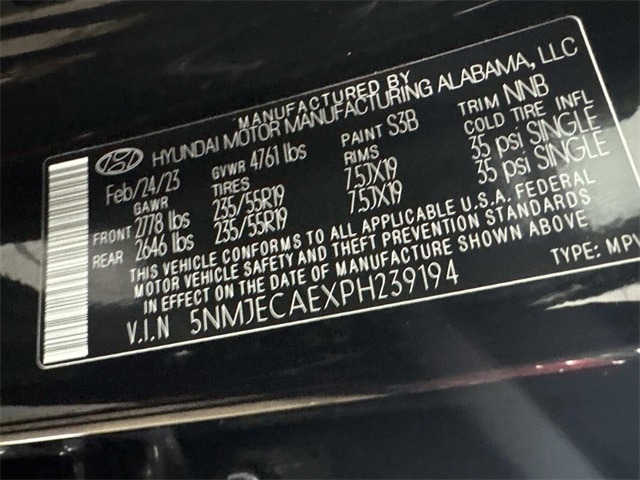 MANUFACTURED BY
HYUNDAI MOTOR MANUFACTURING ALABAMA, LLC
Feb/24/23 GVWR 4761 lbs PAINT S3B TRIM NNB
GAWR TIRES RIMS COLD TIRE INFL
FRONT 2778 lbs 235/55R19 7.5JX19 35 psi SINGLE
REAR 2646 lbs 235/55R19 7.5JX19 35 psi SINGLE
THIS VEHICLE CONFORMS TO ALL APPLICABLE U.S.A. FEDERAL
MOTOR VEHICLE SAFETY AND THEFT PREVENTION STANDARDS
IN EFFECT ON THE DATE OF MANUFACTURE SHOWN ABOVE
V.I.N 5NMJECAEXPH239194 TYPE: MPV